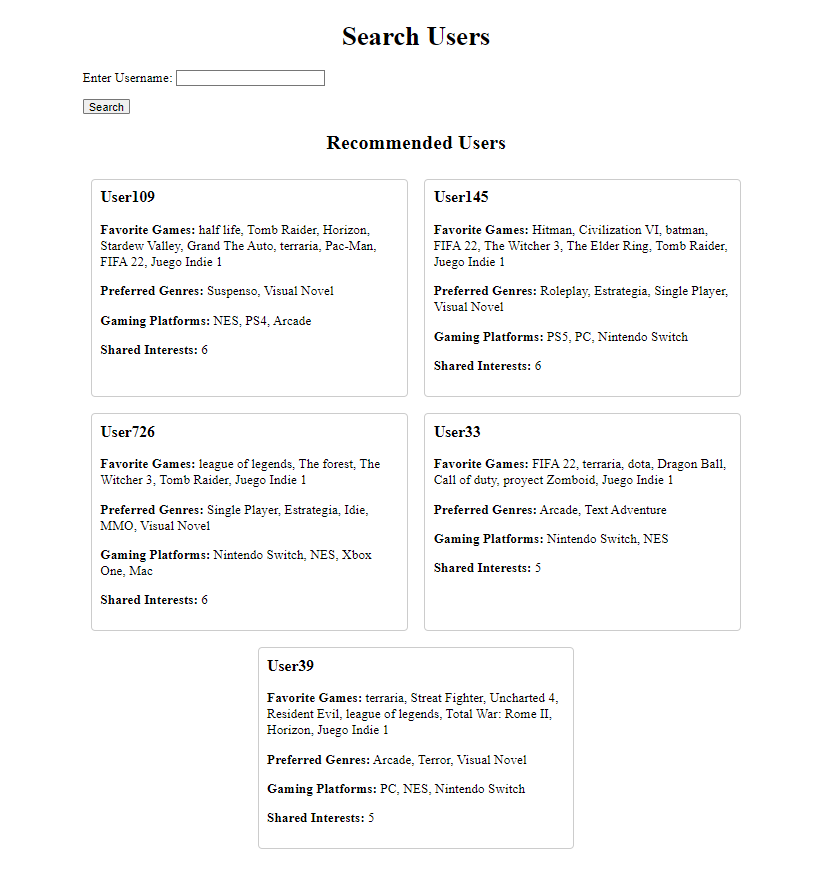 Search Users
Enter Username:
Search
Recommended Users
User109
Favorite Games: half life, Tomb Raider, Horizon,
Stardew Valley, Grand The Auto, terraria, Pac-Man,
FIFA 22, Juego Indie 1
Preferred Genres: Suspenso, Visual Novel
Gaming Platforms: NES, PS4, Arcade
Shared Interests: 6
User145
Favorite Games: Hitman, Civilization VI, batman,
FIFA 22, The Witcher 3, The Elder Ring, Tomb Raider,
Juego Indie 1
Preferred Genres: Roleplay, Estrategia, Single Player,
Visual Novel
Gaming Platforms: PS5, PC, Nintendo Switch
Shared Interests: 6
User726
Favorite Games: league of legends, The forest, The
Witcher 3, Tomb Raider, Juego Indie 1
Preferred Genres: Single Player, Estrategia, Idie,
MMO, Visual Novel
Gaming Platforms: Nintendo Switch, NES, Xbox
One, Mac
Shared Interests: 6
User33
Favorite Games: FIFA 22, terraria, dota, Dragon Ball,
Call of duty, proyect Zomboid, Juego Indie 1
Preferred Genres: Arcade, Text Adventure
Gaming Platforms: Nintendo Switch, NES
Shared Interests: 5
User39
Favorite Games: terraria, Streat Fighter, Uncharted 4,
Resident Evil, league of legends, Total War: Rome II,
Horizon, Juego Indie 1
Preferred Genres: Arcade, Terror, Visual Novel
Gaming Platforms: PC, NES, Nintendo Switch
Shared Interests: 5